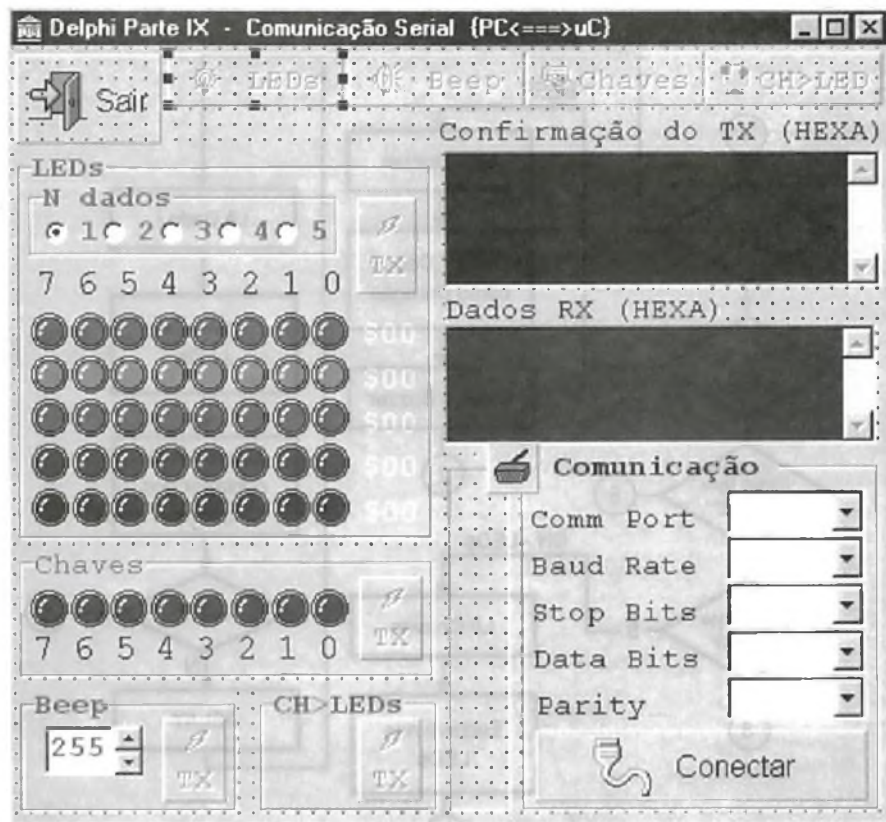 Delphi Parte IX - Comunicação Serial {PC<===>uC}
Sair
LEDs
Beep
Chaves
CH>LED
Confirmação do TX (HEXA)
LEDs
N dados
1 2 3 4 5
TX
7 6 5 4 3 2 1 0
$00
$00
$00
$00
$00
Dados RX (HEXA)
Comunicação
Comm Port
Baud Rate
Stop Bits
Data Bits
Parity
Conectar
Chaves
TX
7 6 5 4 3 2 1 0
Beep
255
TX
CH>LEDs
TX